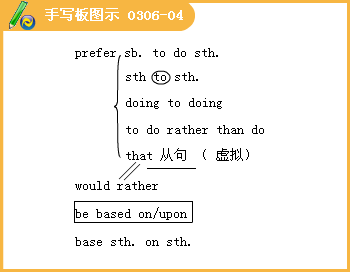 手写板图示 0306-04
prefer sb. to do sth.
sth to sth.
doing to doing
to do rather than do
that 从句 ( 虚拟)
would rather
be based on/upon
base sth. on sth.